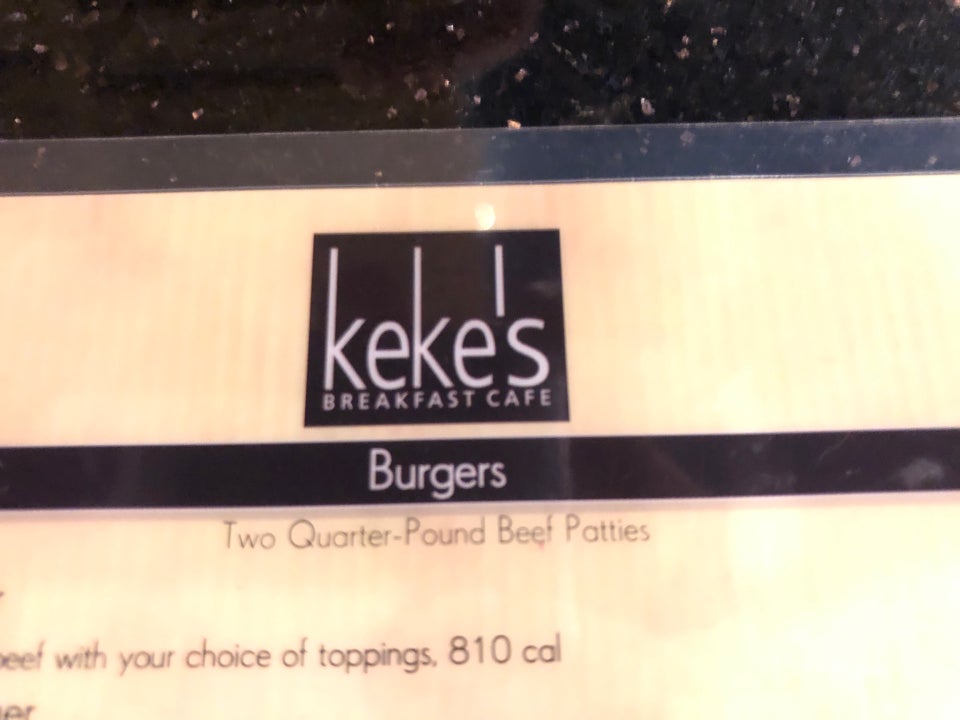 keke's
BREAKFAST CAFE
Burgers
Two Quarter-Pound Beef Patties
with your choice of toppings, 810 cal